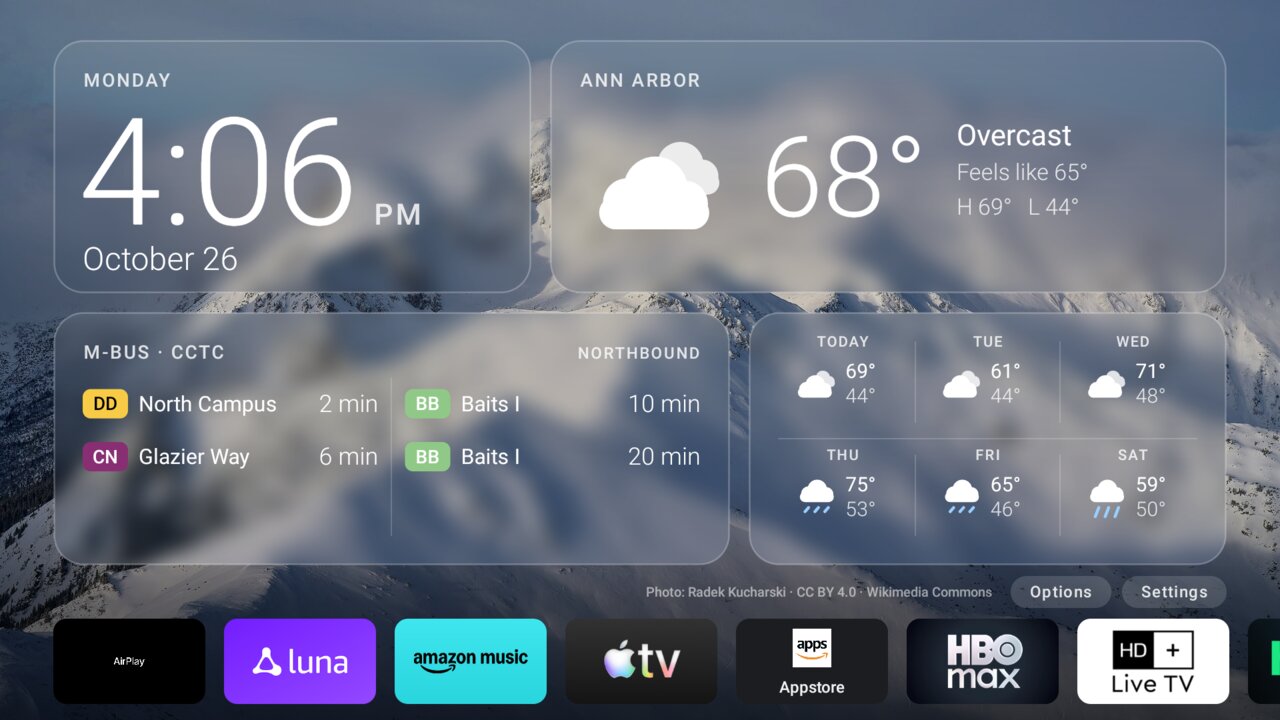 MONDAY
4:06 PM
October 26
ANN ARBOR
68°
Overcast
Feels like 65°
H 69° L 44°
M-BUS · CCTC NORTHBOUND
DD North Campus 2 min
CN Glazier Way 6 min
BB Baits I 10 min
BB Baits I 20 min
TODAY
69°
44°
TUE
61°
44°
WED
71°
48°
THU
75°
53°
FRI
65°
46°
SAT
59°
50°
Photo: Radek Kucharski · CC BY 4.0 · Wikimedia Commons
Options
Settings
AirPlay
luna
amazon music
tv
apps
Appstore
HBO
max
HD +
Live TV